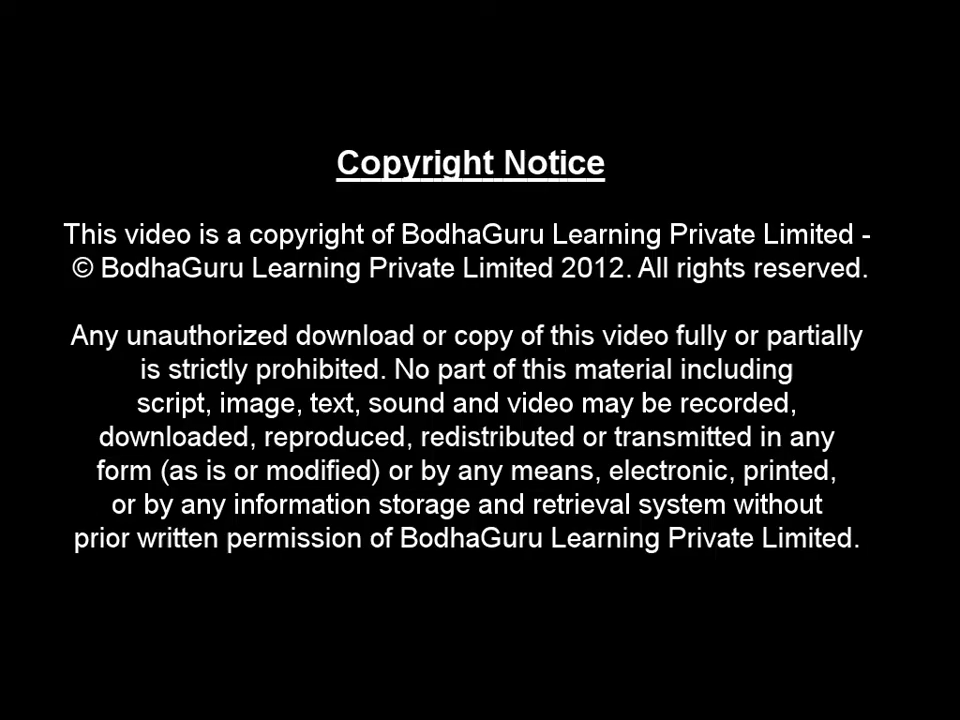 Copyright Notice
This video is a copyright of BodhaGuru Learning Private Limited -
© BodhaGuru Learning Private Limited 2012. All rights reserved.
Any unauthorized download or copy of this video fully or partially
is strictly prohibited. No part of this material including
script, image, text, sound and video may be recorded,
downloaded, reproduced, redistributed or transmitted in any
form (as is or modified) or by any means, electronic, printed,
or by any information storage and retrieval system without
prior written permission of BodhaGuru Learning Private Limited.